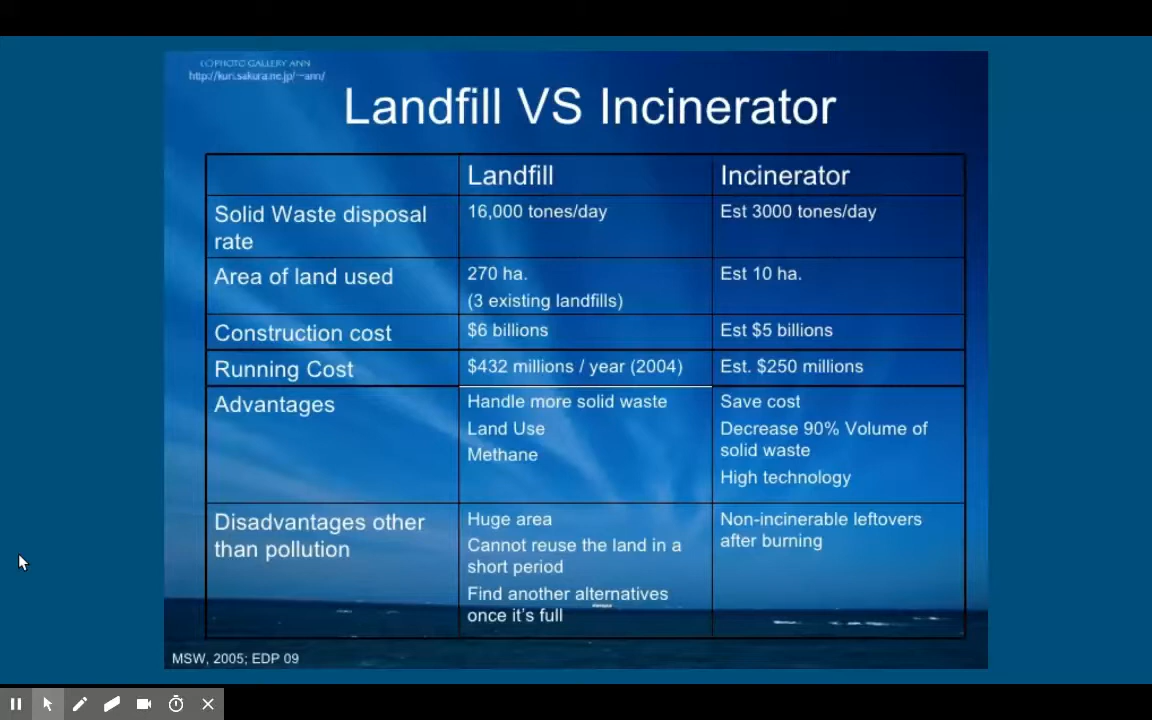 (C)PHOTO GALLERY ANN
http://kuri.sakura.ne.jp/~ann/
Landfill VS Incinerator
Landfill Incinerator
Solid Waste disposal
rate
16,000 tones/day
Est 3000 tones/day
Area of land used
270 ha.
(3 existing landfills)
Est 10 ha.
Construction cost
$6 billions
Est $5 billions
Running Cost
$432 millions / year (2004)
Est. $250 millions
Advantages
Handle more solid waste
Land Use
Methane
Save cost
Decrease 90% Volume of
solid waste
High technology
Disadvantages other
than pollution
Huge area
Cannot reuse the land in a
short period
Find another alternatives
once it's full
Non-incinerable leftovers
after burning
MSW, 2005; EDP 09